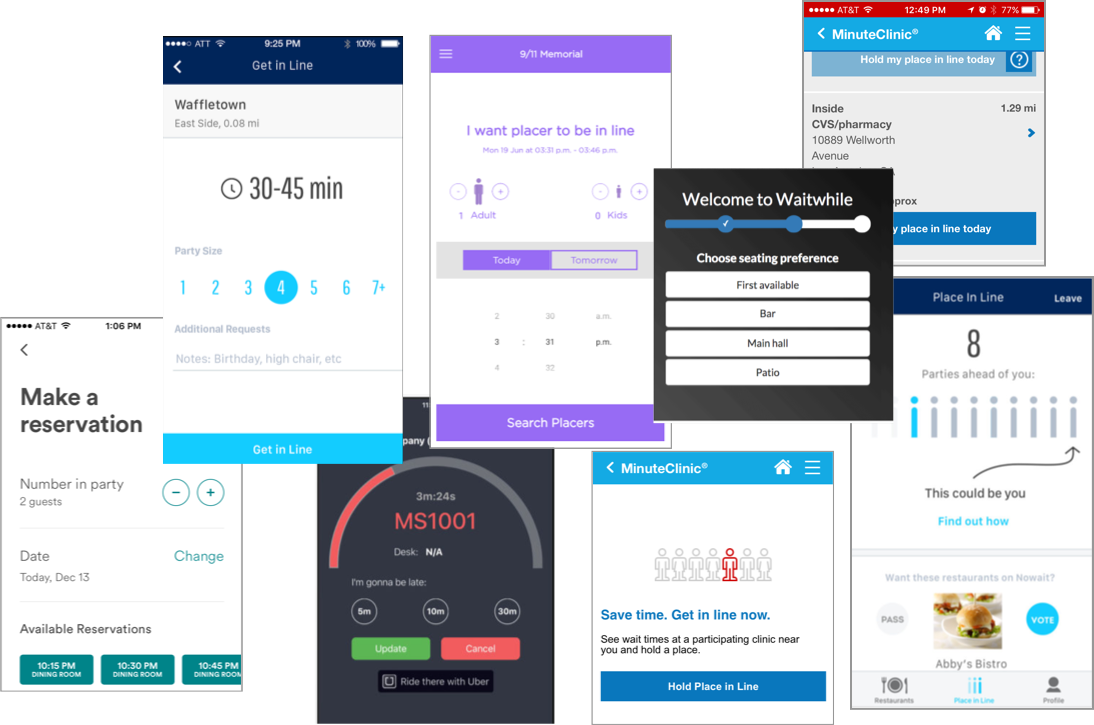 ●●●●○ ATT 9:25 PM 100%
Get in Line
Waffletown
East Side, 0.08 mi
30-45 min
Party Size
1 2 3 4 5 6 7+
Additional Requests
Notes: Birthday, high chair, etc
Get in Line
9/11 Memorial
I want placer to be in line
Mon 19 Jun at 03:31 p.m. - 03:46 p.m.
- + - +
1 Adult 0 Kids
Today Tomorrow
2 30 a.m.
3 : 31 p.m.
4 32
Search Placers
●●●●● AT&T 12:49 PM 77%
MinuteClinic®
Hold my place in line today ?
Inside 1.29 mi
CVS/pharmacy
10889 Wellworth
Avenue
prox
place in line today
Welcome to Waitwhile
Choose seating preference
First available
Bar
Main hall
Patio
●●●●● AT&T 1:06 PM
Make a
reservation
Number in party
2 guests
- +
Date Change
Today, Dec 13
Available Reservations
10:15 PM 10:30 PM 10:45 PM
DINING ROOM DINING ROOM DINING ROOM
pany (
3m:24s
MS1001
Desk: N/A
I'm gonna be late:
5m 10m 30m
Update Cancel
Ride there with Uber
MinuteClinic®
Save time. Get in line now.
See wait times at a participating clinic near
you and hold a place.
Hold Place in Line
Place In Line Leave
8
Parties ahead of you:
This could be you
Find out how
Want these restaurants on Nowait?
PASS VOTE
Abby's Bistro
Restaurants Place in Line Profile